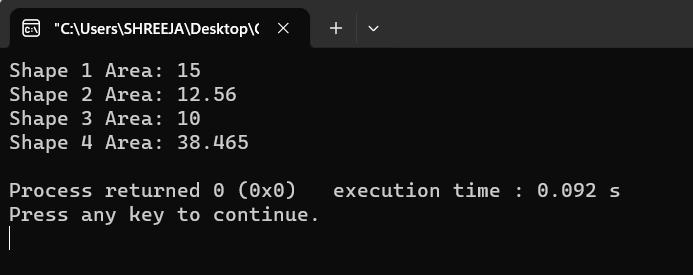 "C:\Users\SHREEJA\Desktop\
Shape 1 Area: 15
Shape 2 Area: 12.56
Shape 3 Area: 10
Shape 4 Area: 38.465
Process returned 0 (0x0)   execution time : 0.092 s
Press any key to continue.